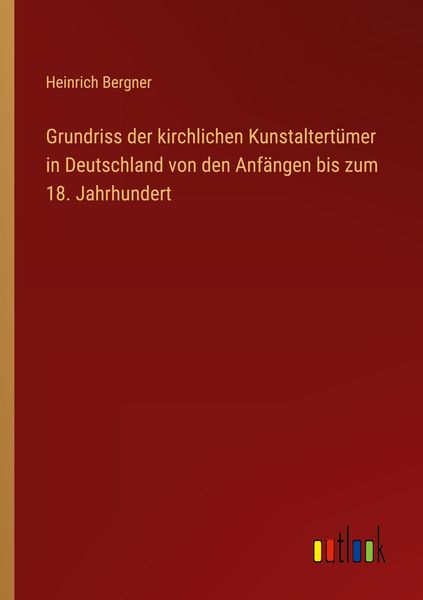 Heinrich Bergner
Grundriss der kirchlichen Kunstaltertümer
in Deutschland von den Anfängen bis zum
18. Jahrhundert
outlook